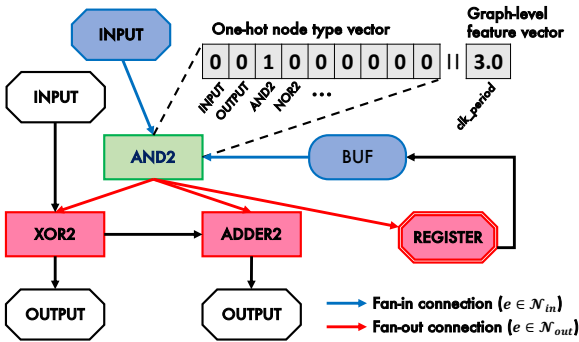 One-hot node type vector
Graph-level
feature vector
INPUT
0 0 1 0 0 0 0 0 0 || 3.0
INPUT OUTPUT AND2 NOR2 ... clk_period
INPUT
AND2
BUF
XOR2
ADDER2
REGISTER
OUTPUT
OUTPUT
Fan-in connection (e ∈ 𝒩in)
Fan-out connection (e ∈ 𝒩out)